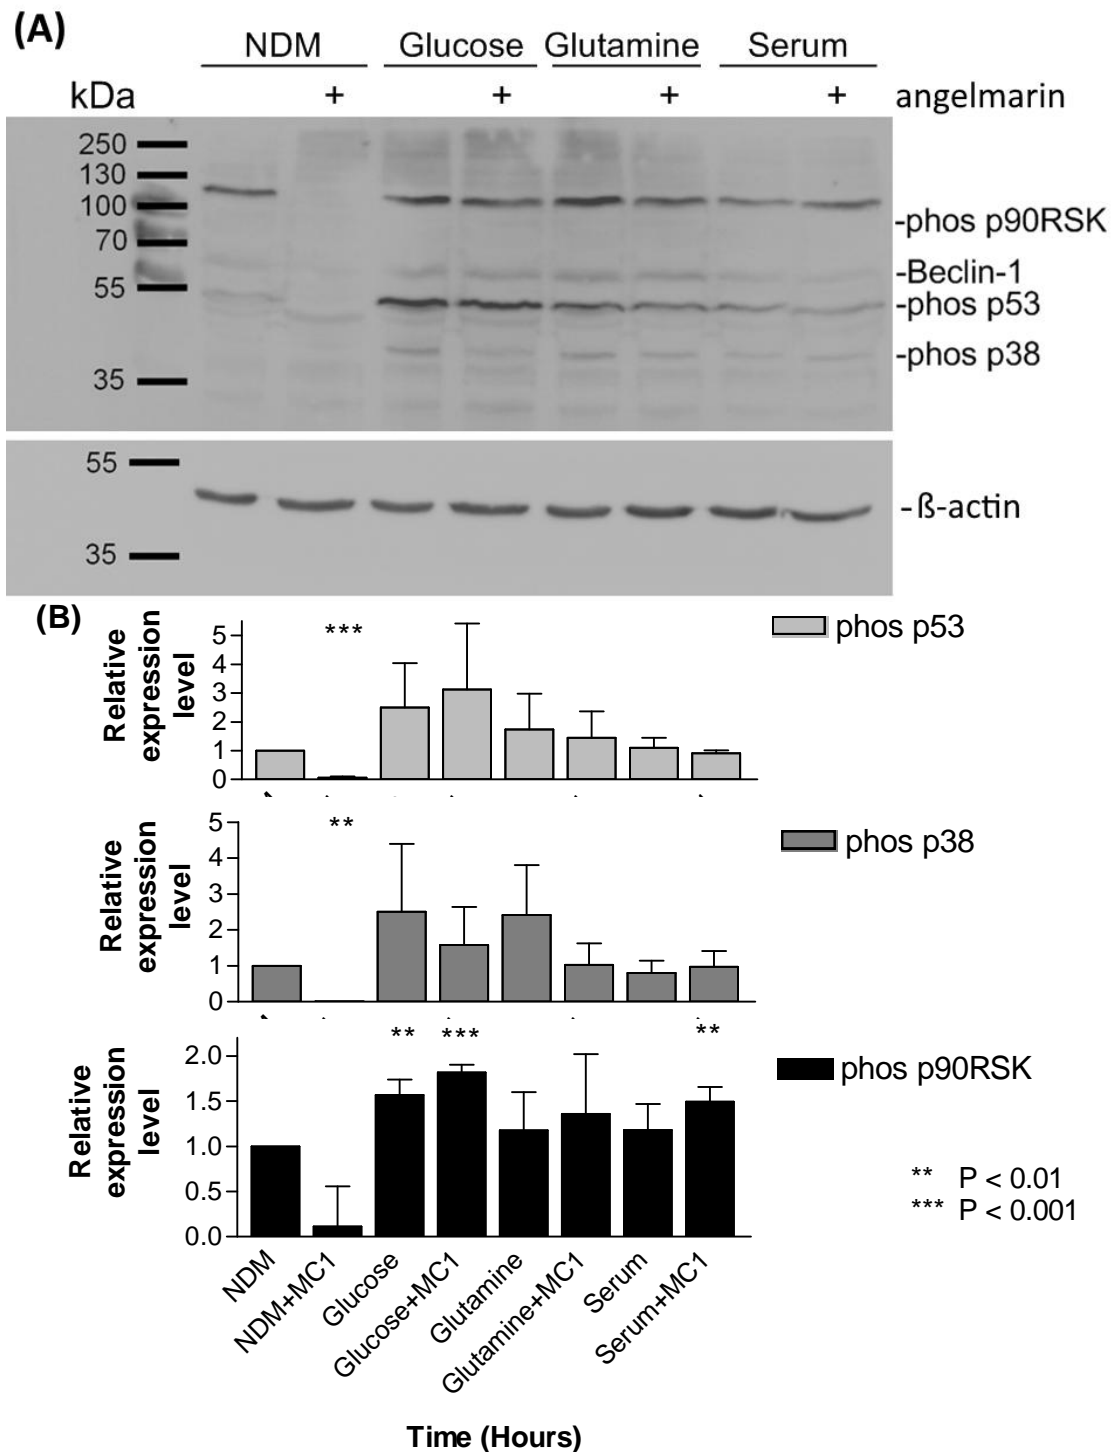 (A)
NDM Glucose Glutamine Serum
kDa + + + + angelmarin
250
130
100
70
55
35
-phos p90RSK
-Beclin-1
-phos p53
-phos p38
55
35
-ß-actin
(B)
Relative
expression
level
5
4
3
2
1
0
***
phos p53
Relative
expression
level
5
4
3
2
1
0
**
phos p38
Relative
expression
level
2.0
1.5
1.0
0.5
0.0
** *** **
phos p90RSK
** P < 0.01
*** P < 0.001
NDM
NDM+MC1
Glucose
Glucose+MC1
Glutamine
Glutamine+MC1
Serum
Serum+MC1
Time (Hours)